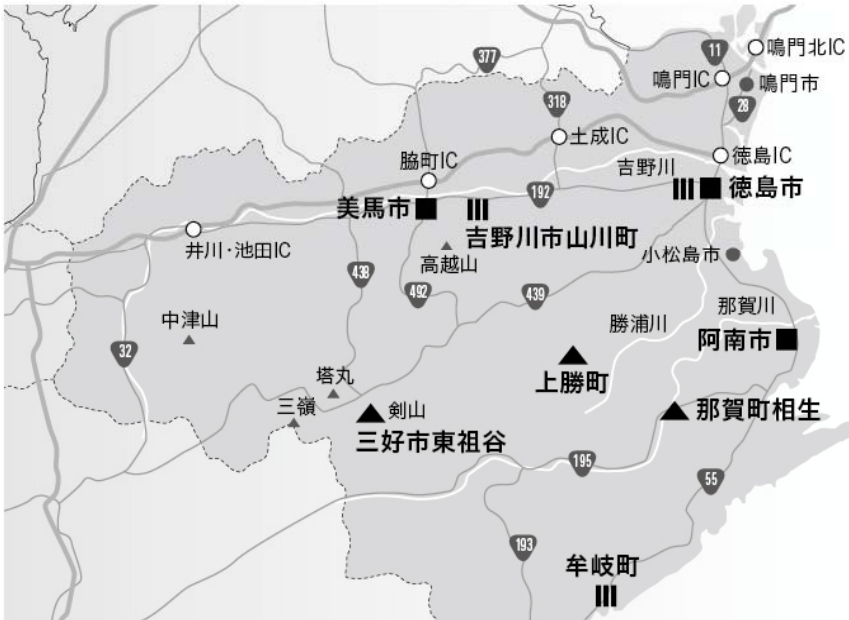 377
11
鳴門北IC
鳴門IC
鳴門市
28
318
土成IC
脇町IC
吉野川
徳島IC
192
徳島市
美馬市
吉野川市山川町
井川・池田IC
高越山
小松島市
438
492
439
中津山
32
勝浦川
那賀川
阿南市
上勝町
塔丸
三嶺
剣山
三好市東祖谷
那賀町相生
195
55
193
牟岐町